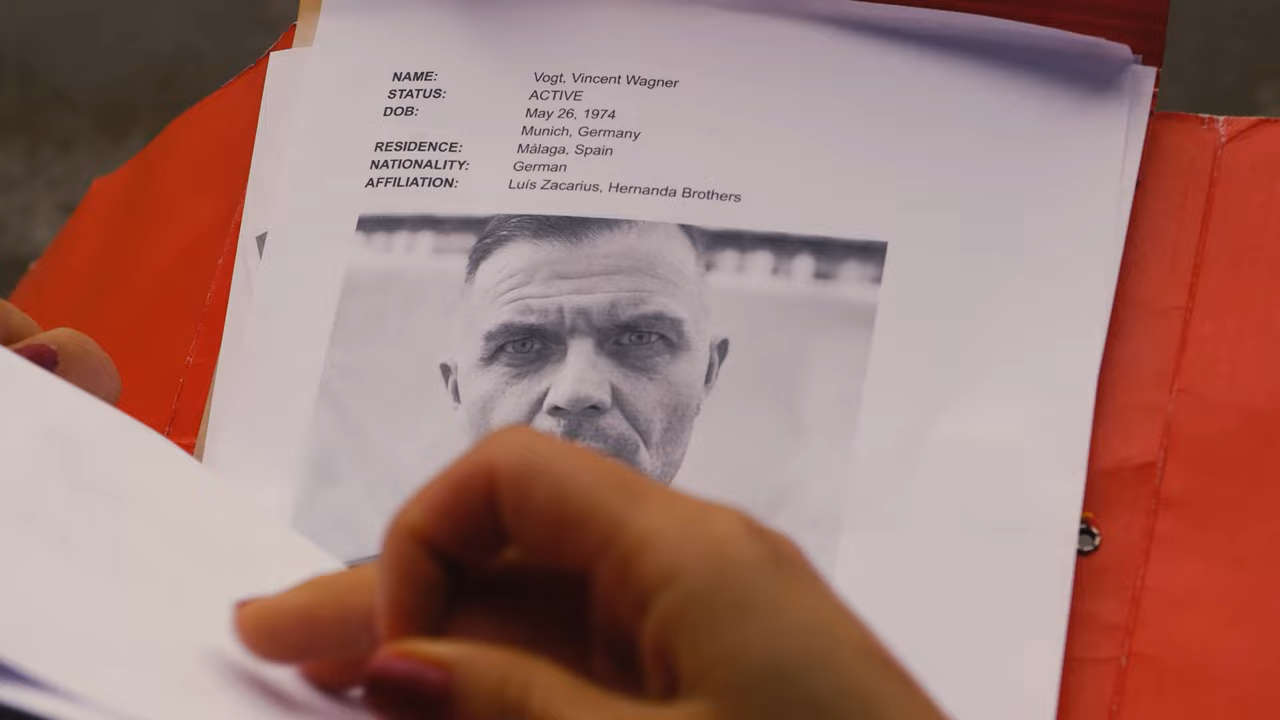 NAME: Vogt, Vincent Wagner
STATUS: ACTIVE
DOB: May 26, 1974
Munich, Germany
RESIDENCE: Málaga, Spain
NATIONALITY: German
AFFILIATION: Luís Zacarius, Hernanda Brothers